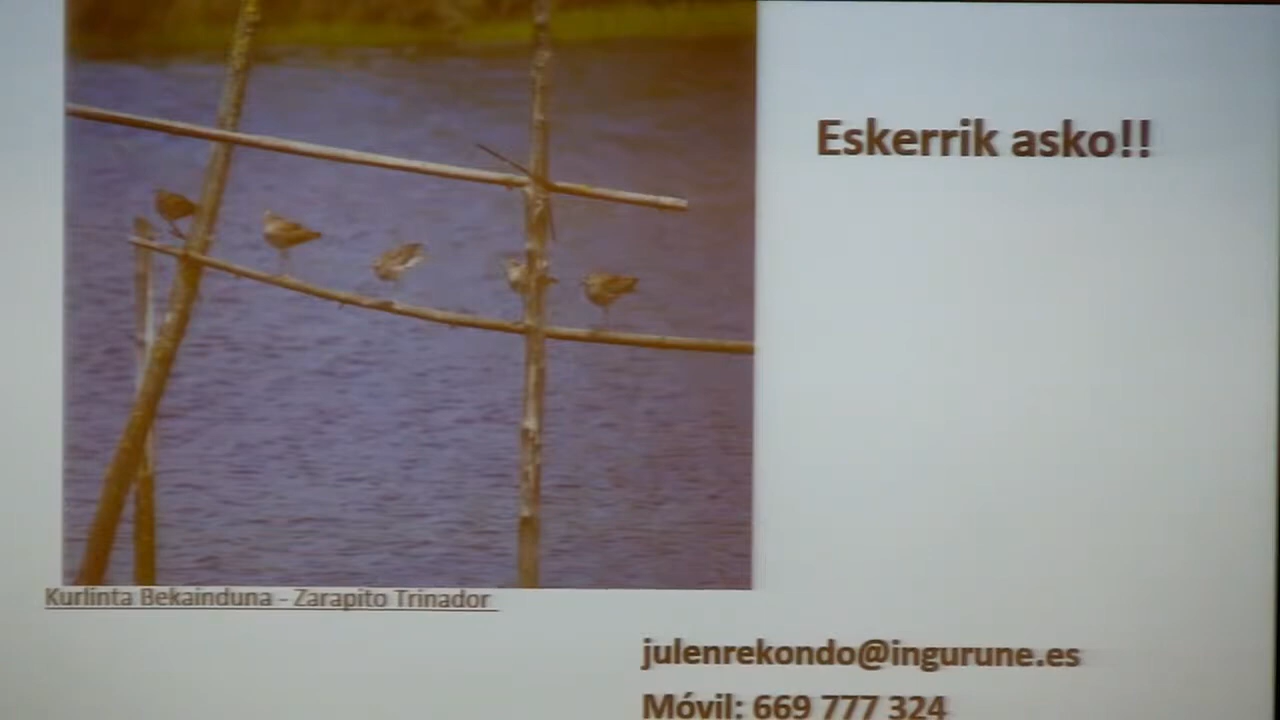 Eskerrik asko!!
Kurlinta Bekainduna - Zarapito Trinador
julenrekondo@ingurune.es
Móvil: 669 777 324